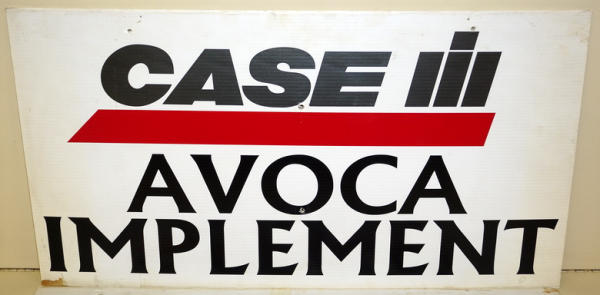 CASE IH
AVOCA
IMPLEMENT